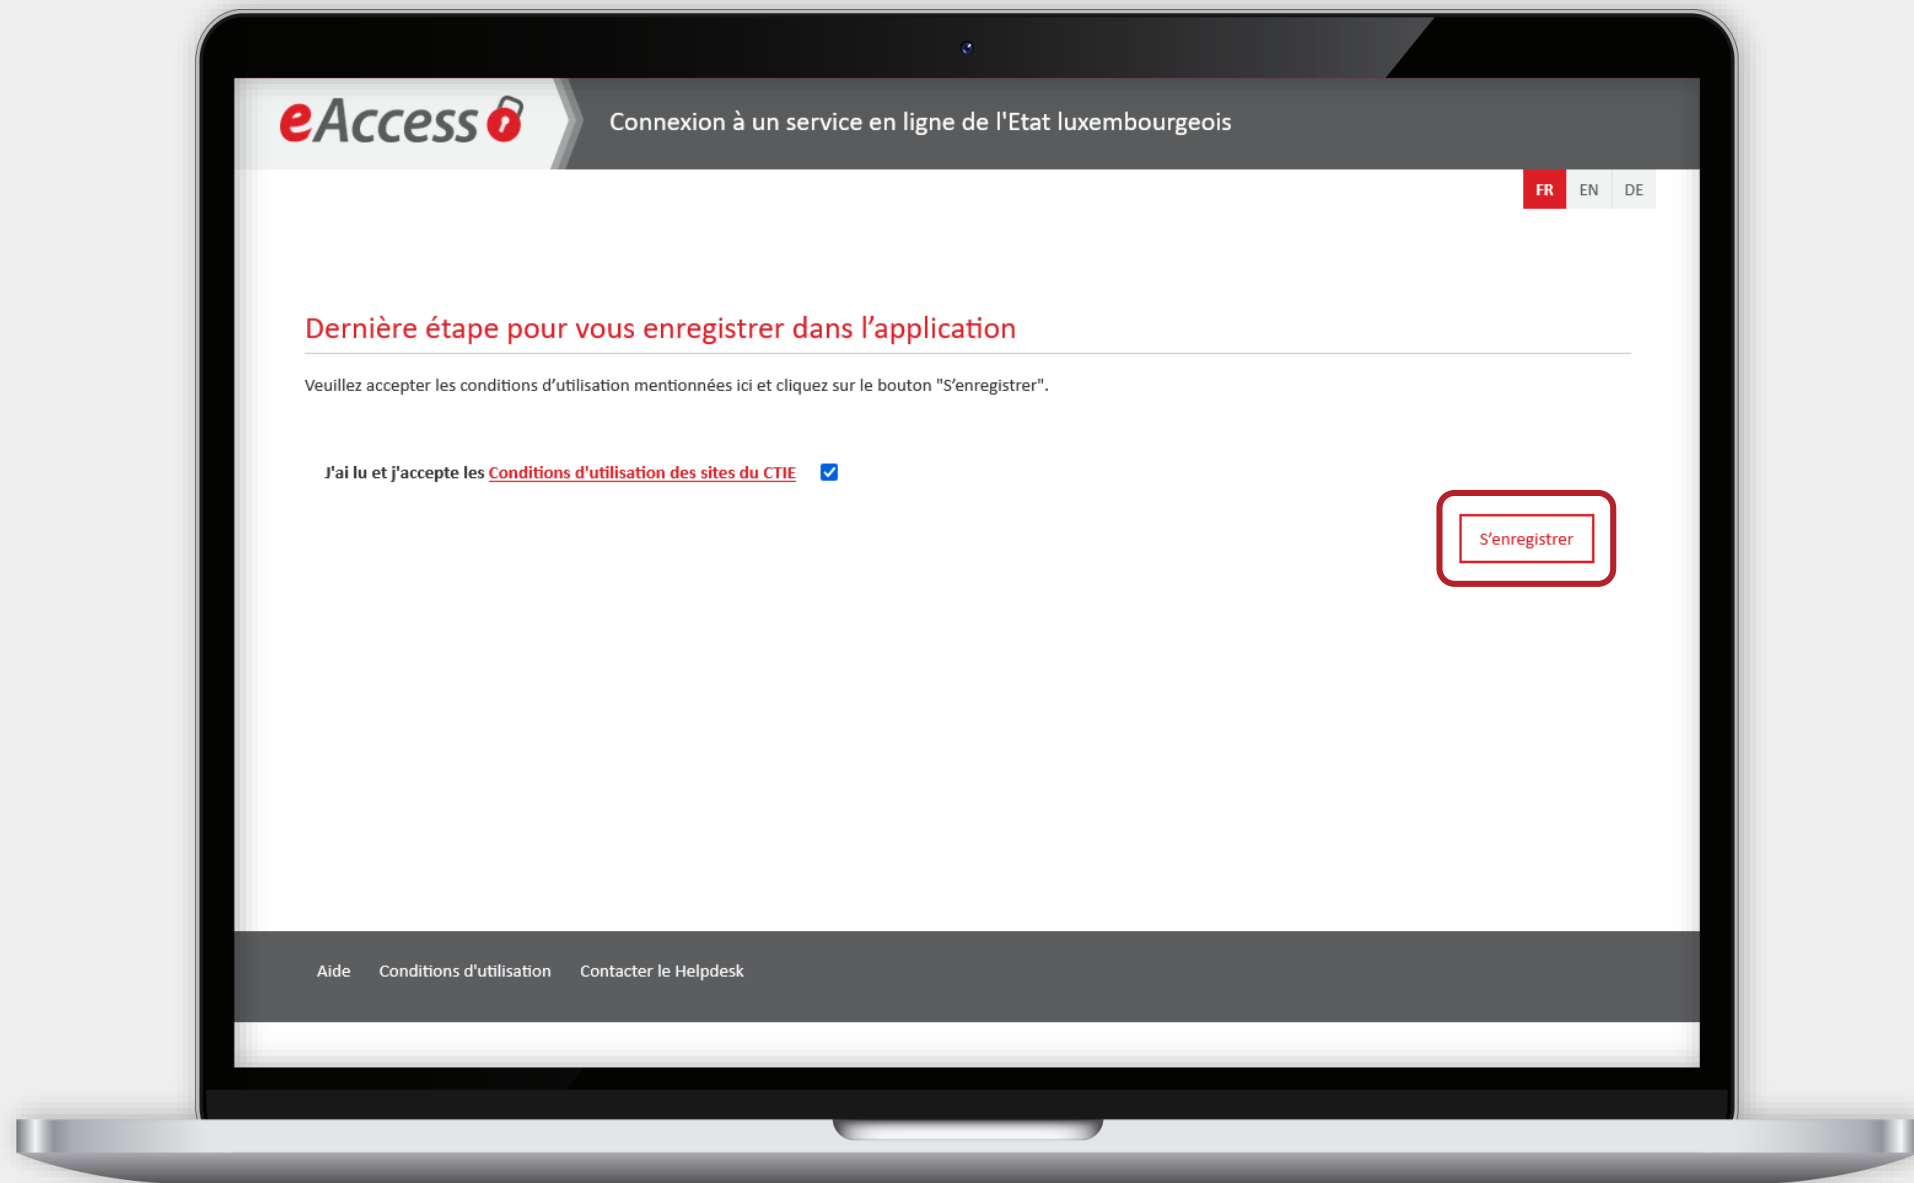 eAccess
Connexion à un service en ligne de l'Etat luxembourgeois
FR EN DE
Dernière étape pour vous enregistrer dans l’application
Veuillez accepter les conditions d’utilisation mentionnées ici et cliquez sur le bouton "S’enregistrer".
J'ai lu et j'accepte les Conditions d'utilisation des sites du CTIE
S’enregistrer
Aide Conditions d'utilisation Contacter le Helpdesk